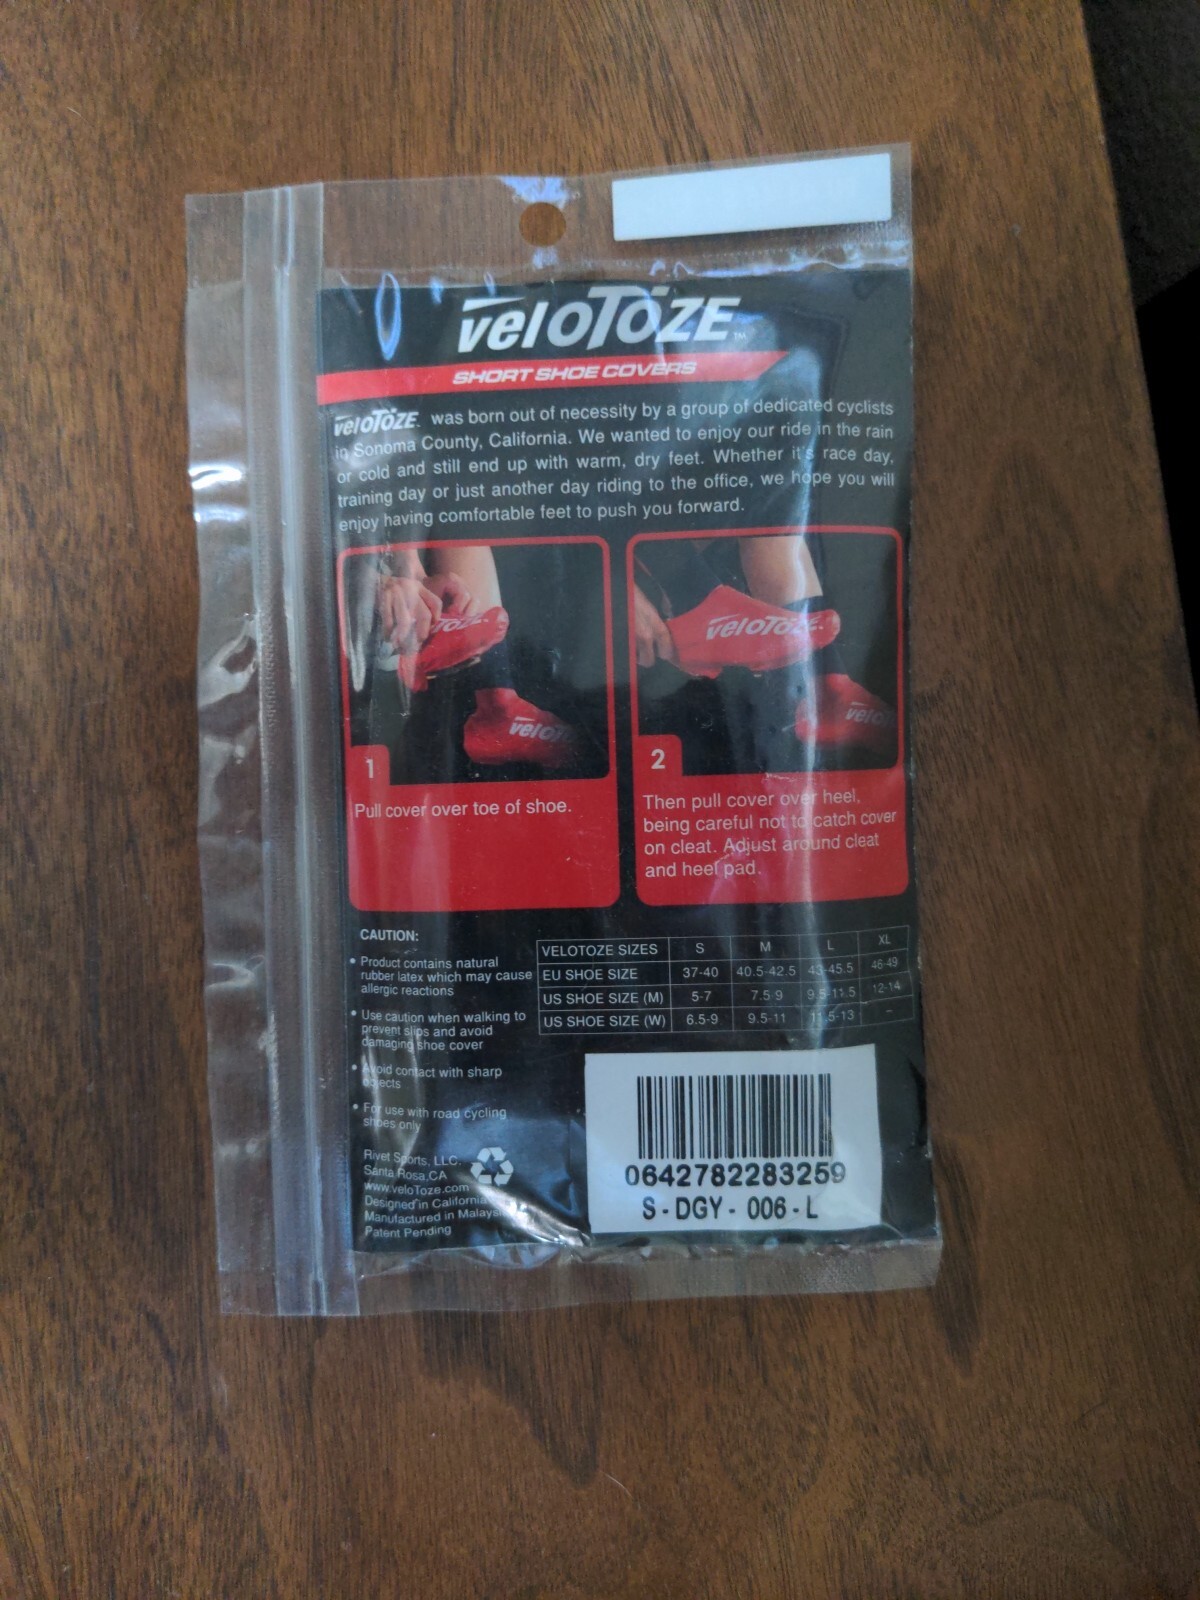 veloToZE™
SHORT SHOE COVERS
veloToZE. was born out of necessity by a group of dedicated cyclists
in Sonoma County, California. We wanted to enjoy our ride in the rain
or cold and still end up with warm, dry feet. Whether it's race day,
training day or just another day riding to the office, we hope you will
enjoy having comfortable feet to push you forward.
ToZE.
velo
1
Pull cover over toe of shoe.
veloToZE.
velo
2
Then pull cover over heel,
being careful not to catch cover
on cleat. Adjust around cleat
and heel pad.
CAUTION:
• Product contains natural
rubber latex which may cause
allergic reactions
• Use caution when walking to
prevent slips and avoid
damaging shoe cover
• Avoid contact with sharp
objects
• For use with road cycling
shoes only
VELOTOZE SIZES S M L XL
EU SHOE SIZE 37-40 40.5-42.5 43-45.5 46-49
US SHOE SIZE (M) 5-7 7.5-9 9.5-11.5 12-14
US SHOE SIZE (W) 6.5-9 9.5-11 11.5-13 -
Rivet Sports, LLC.
Santa Rosa,CA
www.veloToze.com
Designed in California
Manufactured in Malaysia
Patent Pending
0642782283259
S-DGY- 006-L